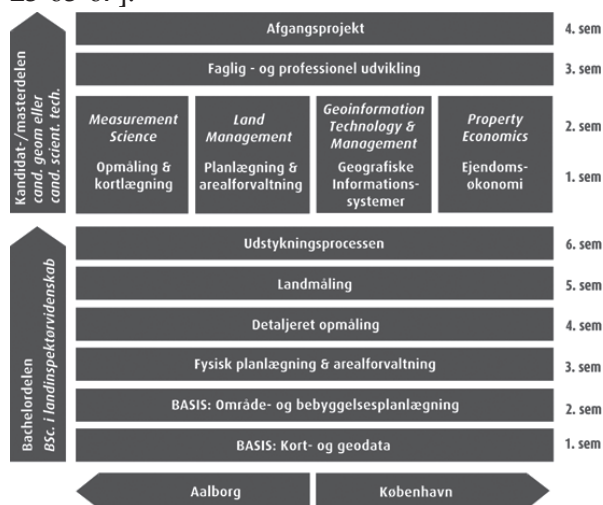 23-03-07].
Afgangsprojekt
4. sem
Faglig - og professionel udvikling
3. sem
Kandidat-/masterdelen
cand. geom eller
cand. scient. tech.
Measurement
Science
Opmåling &
kortlægning
Land
Management
Planlægning &
arealforvaltning
Geoinformation
Technology &
Management
Geografiske
Informations-
systemer
Property
Economics
Ejendoms-
økonomi
2. sem
1. sem
Bachelordelen
BSc. i landinspektørvidenskab
Udstykningsprocessen
6. sem
Landmåling
5. sem
Detaljeret opmåling
4. sem
Fysisk planlægning & arealforvaltning
3. sem
BASIS: Område- og bebyggelsesplanlægning
2. sem
BASIS: Kort- og geodata
1. sem
Aalborg
København